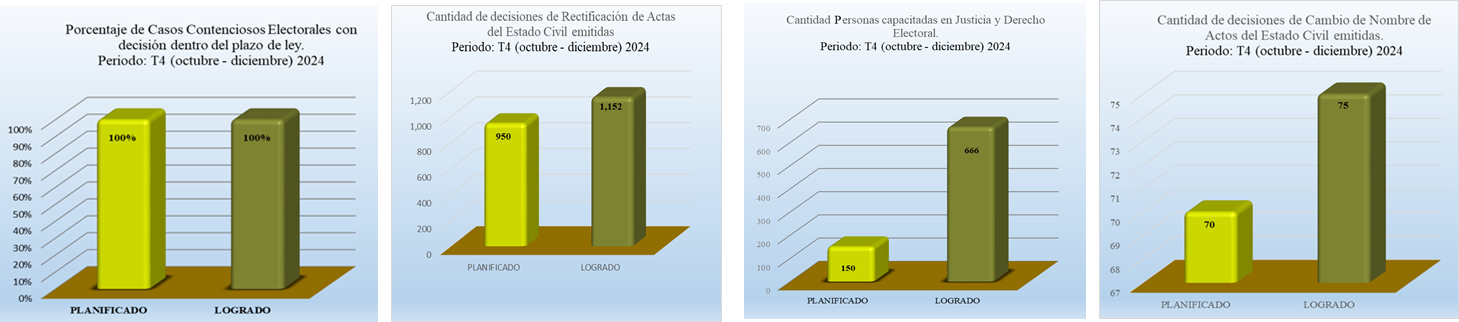 Porcentaje de Casos Contenciosos Electorales con
decisión dentro del plazo de ley.
Periodo: T4 (octubre - diciembre) 2024
100%
90%
80%
70%
60%
50%
40%
30%
20%
10%
0%
100%
100%
PLANIFICADO
LOGRADO
Cantidad de decisiones de Rectificación de Actas
del Estado Civil emitidas
Periodo: T4 (octubre - diciembre) 2024
1,200
1,000
800
600
400
200
0
950
1,152
PLANIFICADO
LOGRADO
Cantidad Personas capacitadas en Justicia y Derecho
Electoral.
Periodo: T4 (octubre - diciembre) 2024
700
600
500
400
300
200
100
0
150
666
PLANIFICADO
LOGRADO
Cantidad de decisiones de Cambio de Nombre de
Actos del Estado Civil emitidas.
Periodo: T4 (octubre - diciembre) 2024
75
74
73
72
71
70
69
68
67
70
75
PLANIFICADO
LOGRADO